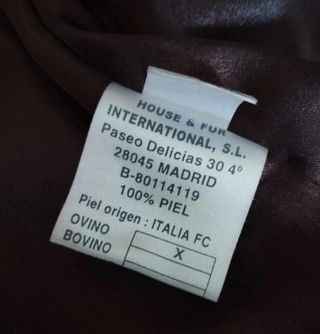 HOUSE & FUR
INTERNATIONAL, S.L.
Paseo Delicias 30 4º
28045 MADRID
B-80114119
100% PIEL
Piel origen : ITALIA FC
OVINO X
BOVINO